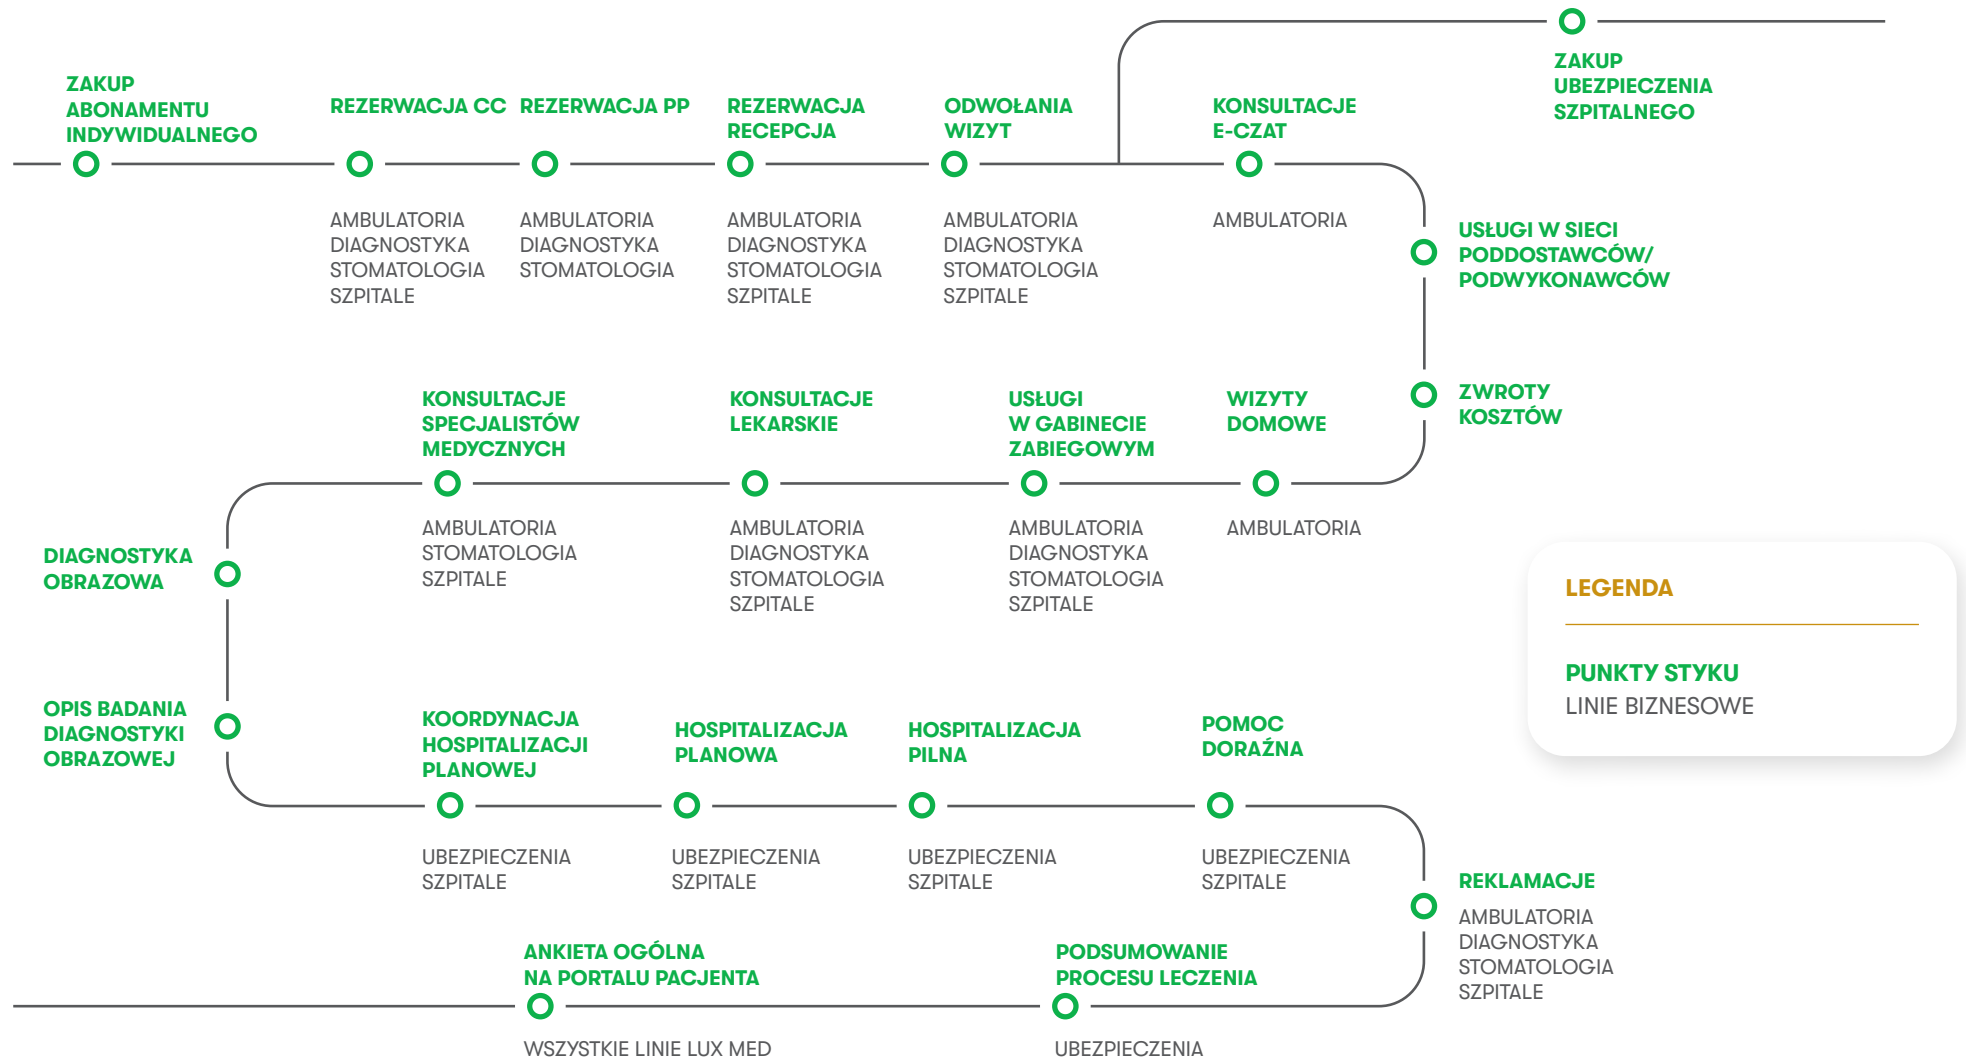 ZAKUP
ABONAMENTU
INDYWIDUALNEGO
REZERWACJA CC
AMBULATORIA
DIAGNOSTYKA
STOMATOLOGIA
SZPITALE
REZERWACJA PP
AMBULATORIA
DIAGNOSTYKA
STOMATOLOGIA
REZERWACJA
RECEPCJA
AMBULATORIA
DIAGNOSTYKA
STOMATOLOGIA
SZPITALE
ODWOŁANIA
WIZYT
AMBULATORIA
DIAGNOSTYKA
STOMATOLOGIA
SZPITALE
ZAKUP
UBEZPIECZENIA
SZPITALNEGO
KONSULTACJE
E-CZAT
AMBULATORIA
USŁUGI W SIECI
PODDOSTAWCÓW/
PODWYKONAWCÓW
ZWROTY
KOSZTÓW
KONSULTACJE
SPECJALISTÓW
MEDYCZNYCH
AMBULATORIA
STOMATOLOGIA
SZPITALE
KONSULTACJE
LEKARSKIE
AMBULATORIA
DIAGNOSTYKA
STOMATOLOGIA
SZPITALE
USŁUGI
W GABINECIE
ZABIEGOWYM
AMBULATORIA
DIAGNOSTYKA
STOMATOLOGIA
SZPITALE
WIZYTY
DOMOWE
AMBULATORIA
DIAGNOSTYKA
OBRAZOWA
LEGENDA
PUNKTY STYKU
LINIE BIZNESOWE
OPIS BADANIA
DIAGNOSTYKI
OBRAZOWEJ
KOORDYNACJA
HOSPITALIZACJI
PLANOWEJ
UBEZPIECZENIA
SZPITALE
HOSPITALIZACJA
PLANOWA
UBEZPIECZENIA
SZPITALE
HOSPITALIZACJA
PILNA
UBEZPIECZENIA
SZPITALE
POMOC
DORAŹNA
UBEZPIECZENIA
SZPITALE
REKLAMACJE
AMBULATORIA
DIAGNOSTYKA
STOMATOLOGIA
SZPITALE
ANKIETA OGÓLNA
NA PORTALU PACJENTA
WSZYSTKIE LINIE LUX MED
PODSUMOWANIE
PROCESU LECZENIA
UBEZPIECZENIA